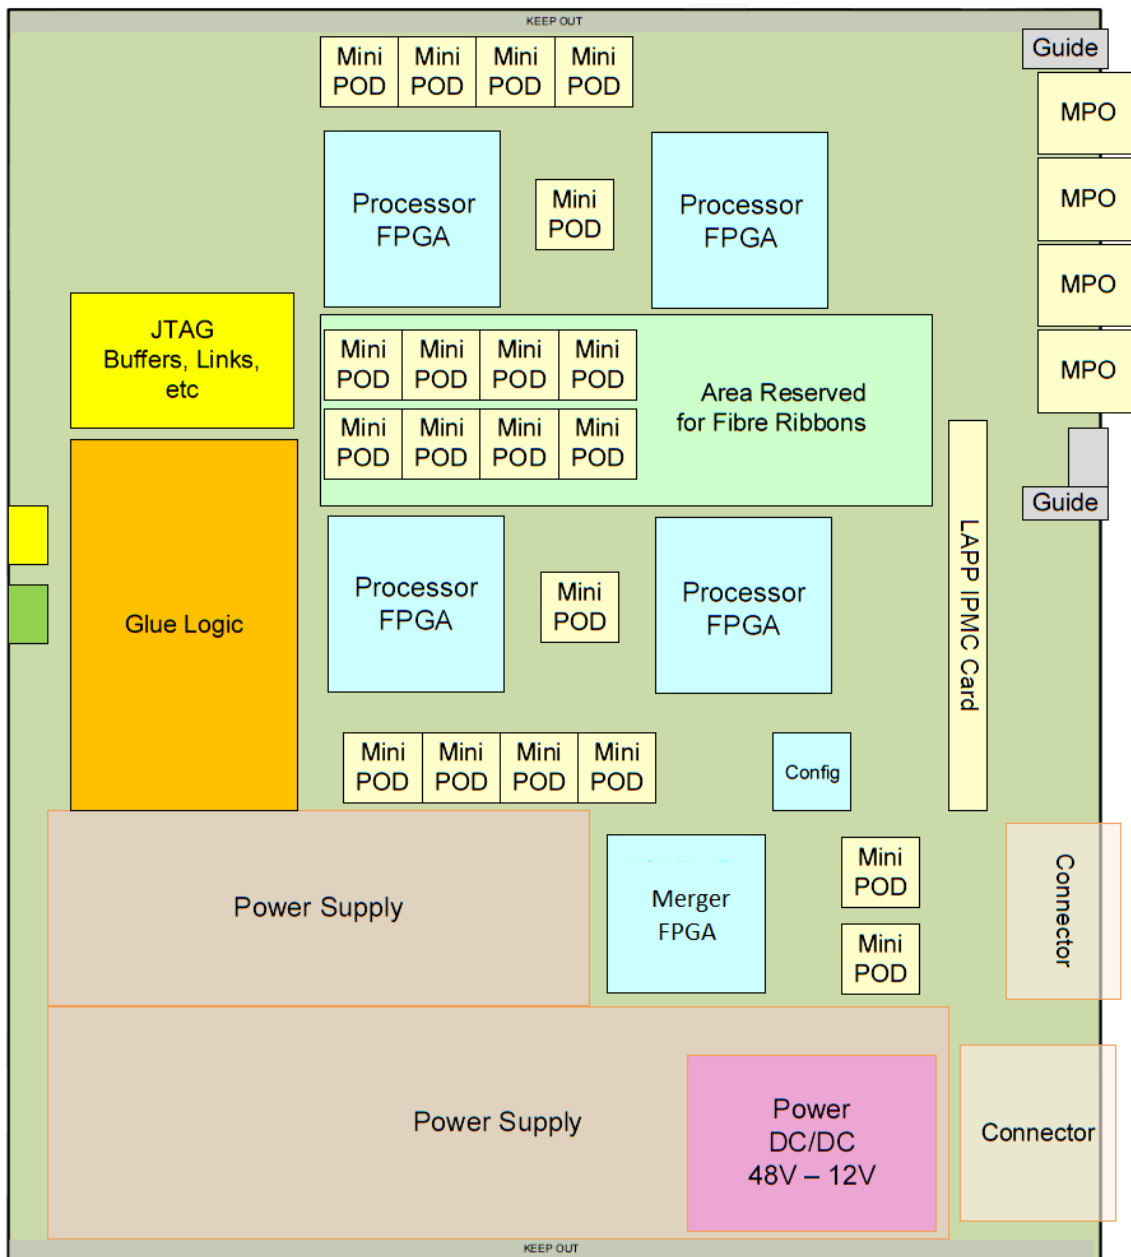 KEEP OUT
Mini Mini Mini Mini
POD POD POD POD
Guide
MPO
MPO
MPO
MPO
Processor
FPGA
Mini
POD
Processor
FPGA
JTAG
Buffers, Links,
etc
Mini Mini Mini Mini
POD POD POD POD
Mini Mini Mini Mini
POD POD POD POD
Area Reserved
for Fibre Ribbons
Guide
Glue Logic
Processor
FPGA
Mini
POD
Processor
FPGA
LAPP IPMC Card
Mini Mini Mini Mini
POD POD POD POD
Config
Power Supply
Merger
FPGA
Mini
POD
Mini
POD
Connector
Power Supply
Power
DC/DC
48V – 12V
Connector
KEEP OUT